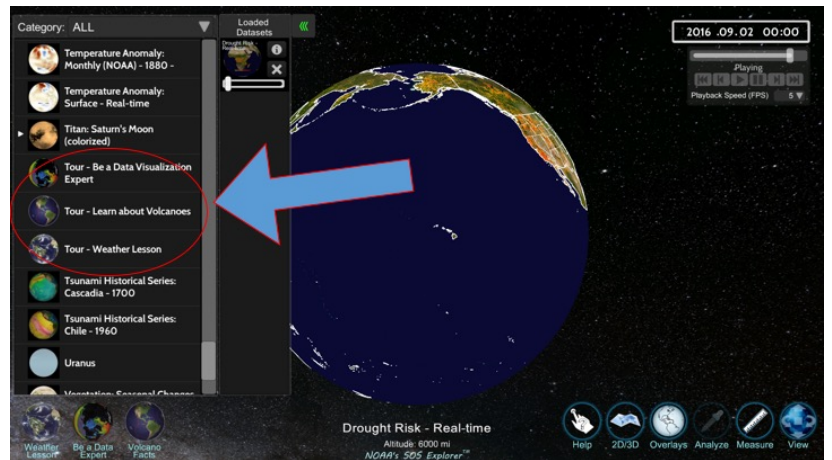 Category: ALL
Temperature Anomaly:
Monthly (NOAA) - 1880 -
Temperature Anomaly:
Surface - Real-time
Titan: Saturn's Moon
(colorized)
Tour - Be a Data Visualization
Expert
Tour - Learn about Volcanoes
Tour - Weather Lesson
Tsunami Historical Series:
Cascadia - 1700
Tsunami Historical Series:
Chile - 1960
Uranus
Vegetation: Seasonal Changes
Loaded
Datasets
Drought Risk -
2016 .09.02 00:00
Playing
Playback Speed (FPS) 5
Weather
Lesson
Be a Data
Expert
Volcano
Facts
Drought Risk - Real-time
Altitude: 6000 mi
NOAA's SOS Explorer™
Help
2D/3D
Overlays
Analyze
Measure
View